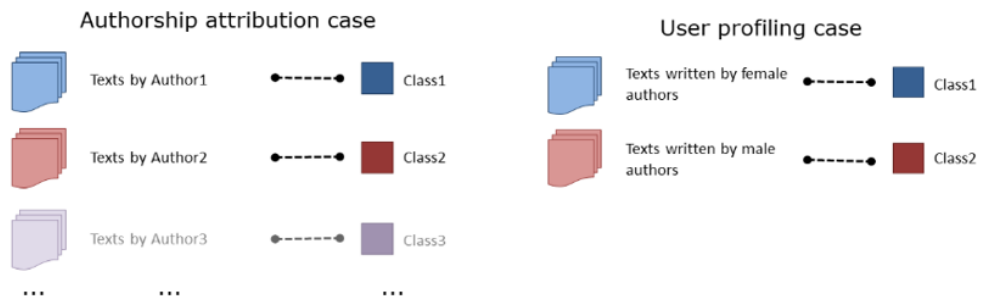 Authorship attribution case
Texts by Author1
Class1
Texts by Author2
Class2
Texts by Author3
Class3
... ... ...
User profiling case
Texts written by female
authors
Class1
Texts written by male
authors
Class2